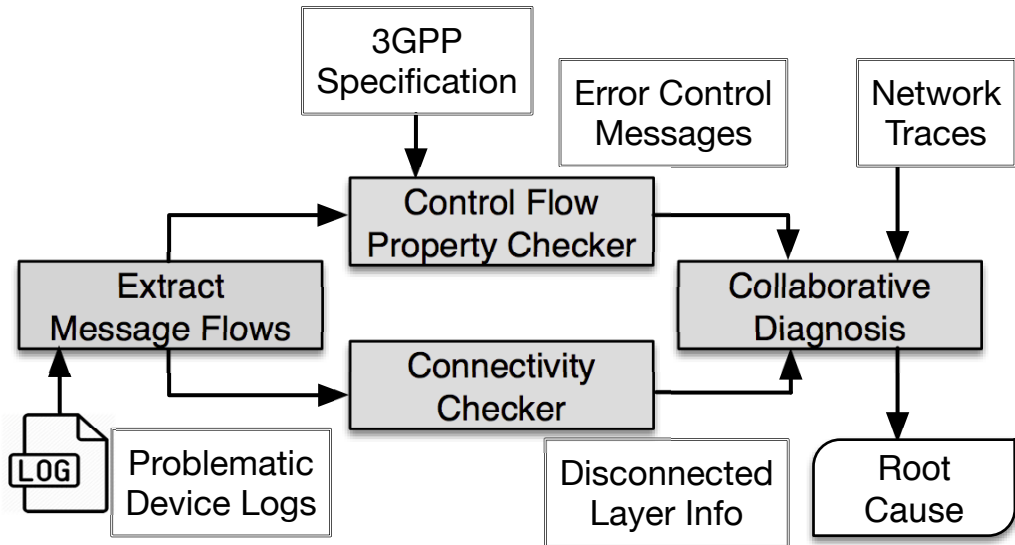 3GPP
Specification
Error Control
Messages
Network
Traces
Control Flow
Property Checker
Extract
Message Flows
Collaborative
Diagnosis
Connectivity
Checker
LOG
Problematic
Device Logs
Disconnected
Layer Info
Root
Cause